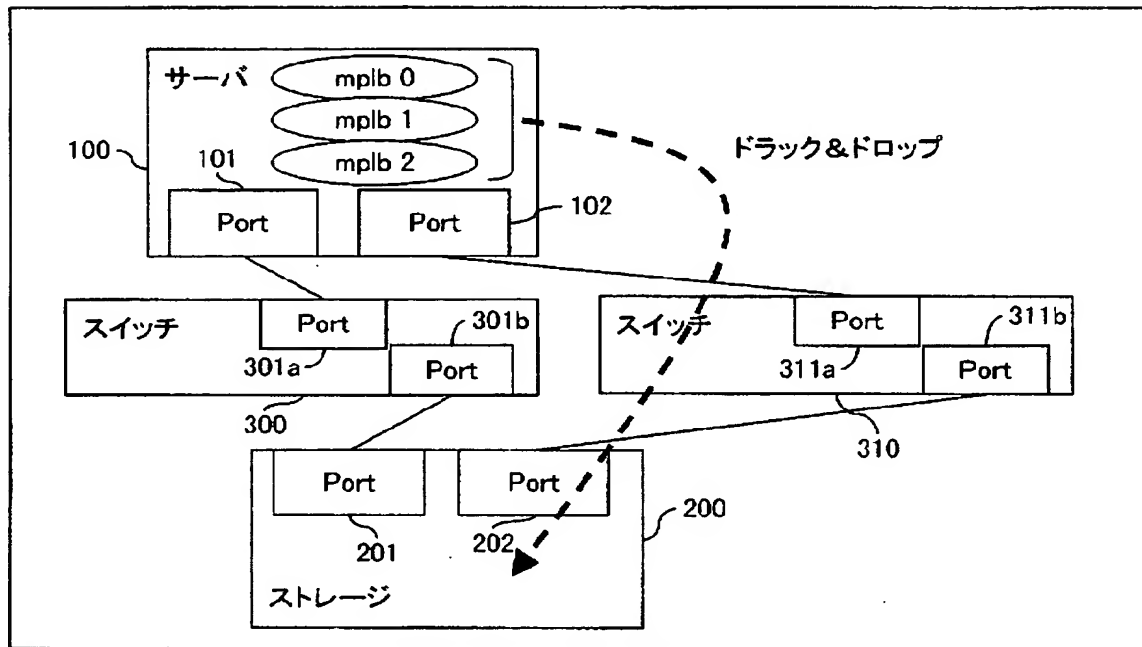 サーバ
mplb 0
mplb 1
mplb 2
100
101
Port
Port
102
ドラック&ドロップ
スイッチ
Port
301b
301a
Port
300
スイッチ
Port
311b
311a
Port
310
Port
Port
200
201
202
ストレージ